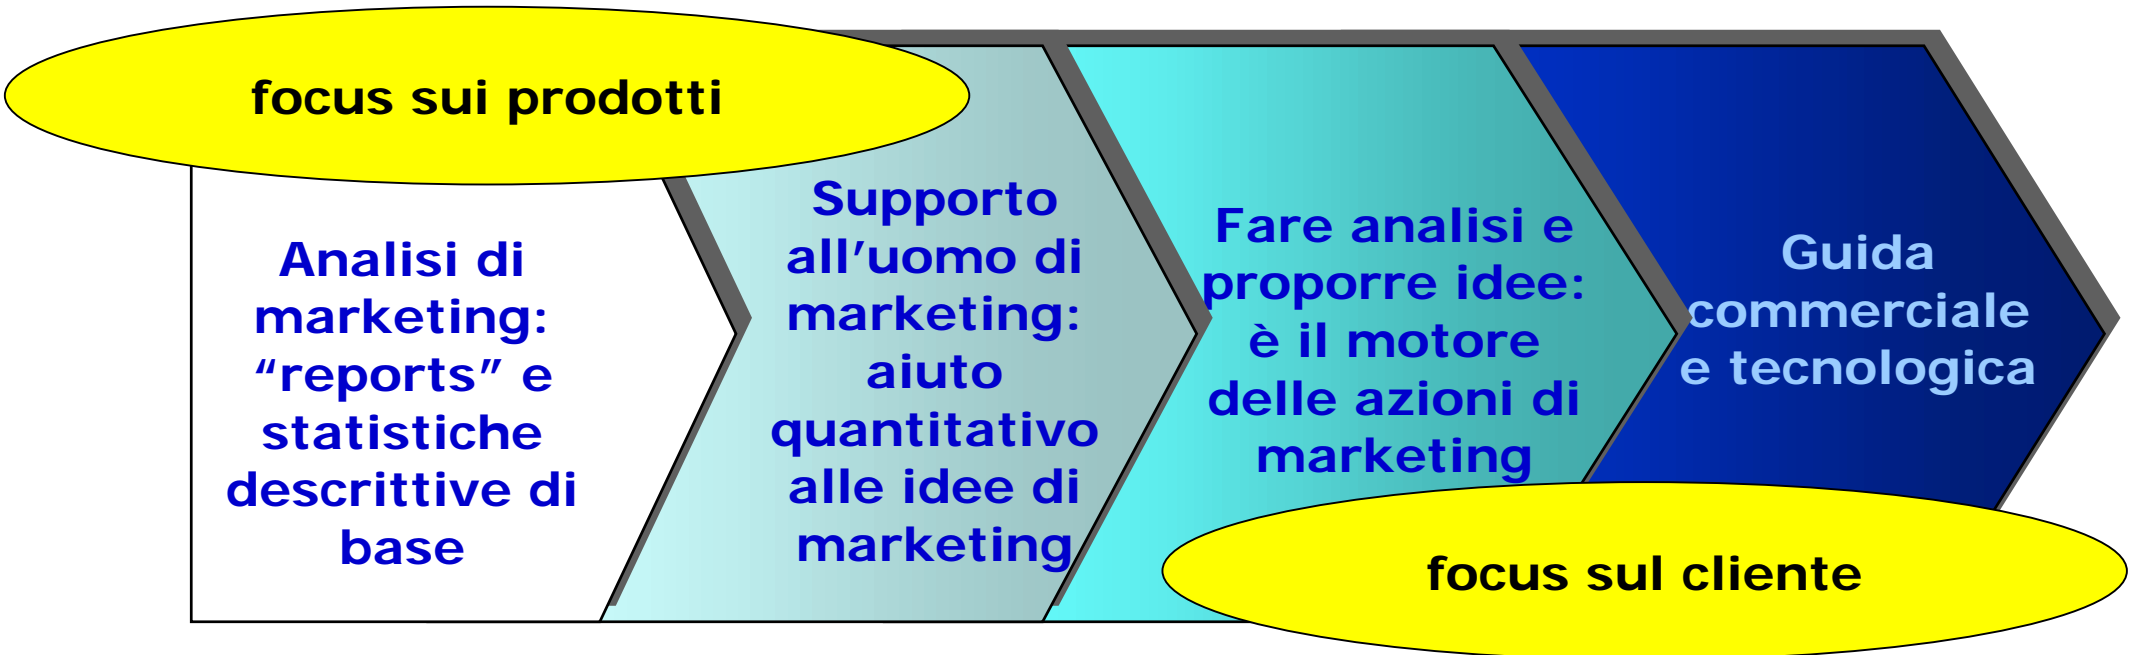 focus sui prodotti
Analisi di
marketing:
“reports” e
statistiche
descrittive di
base
Supporto
all’uomo di
marketing:
aiuto
quantitativo
alle idee di
marketing
Fare analisi e
proporre idee:
è il motore
delle azioni di
marketing
Guida
commerciale
e tecnologica
focus sul cliente